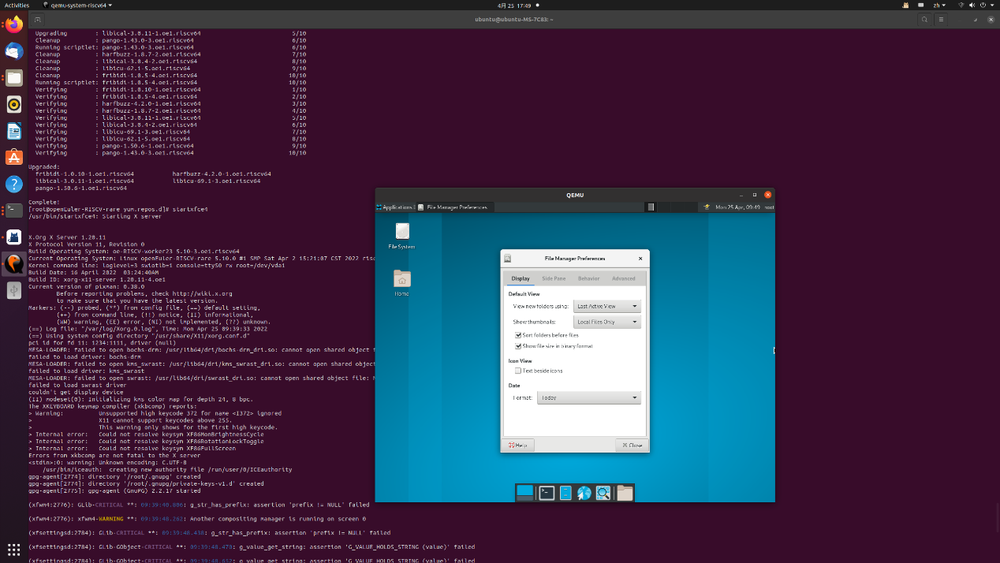 Activities
qemu-system-riscv64
4月 25 17:49
zh
ubuntu@ubuntu-MS-7C83: ~
Upgrading : libical-3.0.11-1.oe1.riscv64 5/10
Cleanup : pango-1.43.0-3.oe1.riscv64 6/10
Running scriptlet: pango-1.43.0-3.oe1.riscv64 6/10
Cleanup : harfbuzz-1.8.7-2.oe1.riscv64 7/10
Cleanup : libical-3.0.4-2.oe1.riscv64 8/10
Cleanup : libicu-62.1-5.oe1.riscv64 9/10
Cleanup : fribidi-1.0.5-4.oe1.riscv64 10/10
Running scriptlet: fribidi-1.0.5-4.oe1.riscv64 10/10
Verifying : fribidi-1.0.10-1.oe1.riscv64 1/10
Verifying : fribidi-1.0.5-4.oe1.riscv64 2/10
Verifying : harfbuzz-4.2.0-1.oe1.riscv64 3/10
Verifying : harfbuzz-1.8.7-2.oe1.riscv64 4/10
Verifying : libical-3.0.11-1.oe1.riscv64 5/10
Verifying : libical-3.0.4-2.oe1.riscv64 6/10
Verifying : libicu-69.1-3.oe1.riscv64 7/10
Verifying : libicu-62.1-5.oe1.riscv64 8/10
Verifying : pango-1.50.6-1.oe1.riscv64 9/10
Verifying : pango-1.43.0-3.oe1.riscv64 10/10
Upgraded:
fribidi-1.0.10-1.oe1.riscv64 harfbuzz-4.2.0-1.oe1.riscv64
libical-3.0.11-1.oe1.riscv64 libicu-69.1-3.oe1.riscv64
pango-1.50.6-1.oe1.riscv64
Complete!
[root@openEuler-RISCV-rare yum.repos.d]# startxfce4
/usr/bin/startxfce4: Starting X server
X.Org X Server 1.20.11
X Protocol Version 11, Revision 0
Build Operating System: oe-RISCV-worker23 5.10-3.oe1.riscv64
Current Operating System: Linux openEuler-RISCV-rare 5.10.0 #1 SMP Sat Apr 2 15:21:07 CST 2022 risc
Kernel command line: loglevel=3 swiotlb=1 console=ttyS0 rw root=/dev/vda1
Build Date: 16 April 2022 03:24:40AM
Build ID: xorg-x11-server 1.20.11-4.oe1
Current version of pixman: 0.38.0
Before reporting problems, check http://wiki.x.org
to make sure that you have the latest version.
Markers: (--) probed, (**) from config file, (==) default setting,
(++) from command line, (!!) notice, (II) informational,
(WW) warning, (EE) error, (NI) not implemented, (??) unknown.
(==) Log file: "/var/log/Xorg.0.log", Time: Mon Apr 25 09:39:33 2022
(==) Using system config directory "/usr/share/X11/xorg.conf.d"
pci id for fd 11: 1234:1111, driver (null)
MESA-LOADER: failed to open bochs-drm: /usr/lib64/dri/bochs-drm_dri.so: cannot open shared object f
failed to load driver: bochs-drm
MESA-LOADER: failed to open kms_swrast: /usr/lib64/dri/kms_swrast_dri.so: cannot open shared object
failed to load driver: kms_swrast
MESA-LOADER: failed to open swrast: /usr/lib64/dri/swrast_dri.so: cannot open shared object file: N
failed to load swrast driver
couldn't get display device
(II) modeset(0): Initializing kms color map for depth 24, 8 bpc.
The XKEYBOARD keymap compiler (xkbcomp) reports:
> Warning: Unsupported high keycode 372 for name <I372> ignored
> X11 cannot support keycodes above 255.
> This warning only shows for the first high keycode.
> Internal error: Could not resolve keysym XF86MonBrightnessCycle
> Internal error: Could not resolve keysym XF86RotationLockToggle
> Internal error: Could not resolve keysym XF86FullScreen
Errors from xkbcomp are not fatal to the X server
<stdin>:0: warning: Unknown encoding: C.UTF-8
/usr/bin/iceauth: creating new authority file /run/user/0/ICEauthority
gpg-agent[2774]: directory '/root/.gnupg' created
gpg-agent[2774]: directory '/root/.gnupg/private-keys-v1.d' created
gpg-agent[2775]: gpg-agent (GnuPG) 2.2.17 started
(xfwm4:2776): GLib-CRITICAL **: 09:39:40.806: g_str_has_prefix: assertion 'prefix != NULL' failed
(xfwm4:2776): xfwm4-WARNING **: 09:39:48.262: Another compositing manager is running on screen 0
(xfsettingsd:2784): GLib-CRITICAL **: 09:39:48.430: g_str_has_prefix: assertion 'prefix != NULL' failed
(xfsettingsd:2784): GLib-GObject-CRITICAL **: 09:39:48.470: g_value_get_string: assertion 'G_VALUE_HOLDS_STRING (value)' failed
(xfsettingsd:2784): GLib-GObject-CRITICAL **: 09:39:48.652: g_value_get_string: assertion 'G_VALUE_HOLDS_STRING (value)' failed
QEMU
Applications
File Manager Preferences
Mon 25 Apr, 09:49
root
File System
Home
File Manager Preferences
Display
Side Pane
Behavior
Advanced
Default View
View new folders using: Last Active View
Show thumbnails: Local Files Only
Sort folders before files
Show file size in binary format
Icon View
Text beside icons
Date
Format: Today
Help
Close